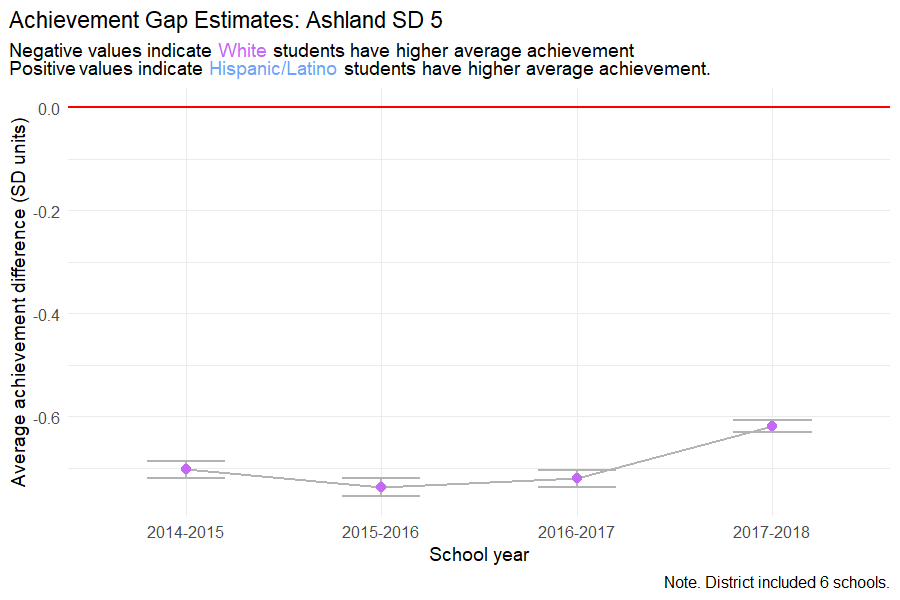 Achievement Gap Estimates: Ashland SD 5
Negative values indicate White students have higher average achievement
Positive values indicate Hispanic/Latino students have higher average achievement.
Average achievement difference (SD units)
0.0
-0.2
-0.4
-0.6
2014-2015
2015-2016
2016-2017
2017-2018
School year
Note. District included 6 schools.